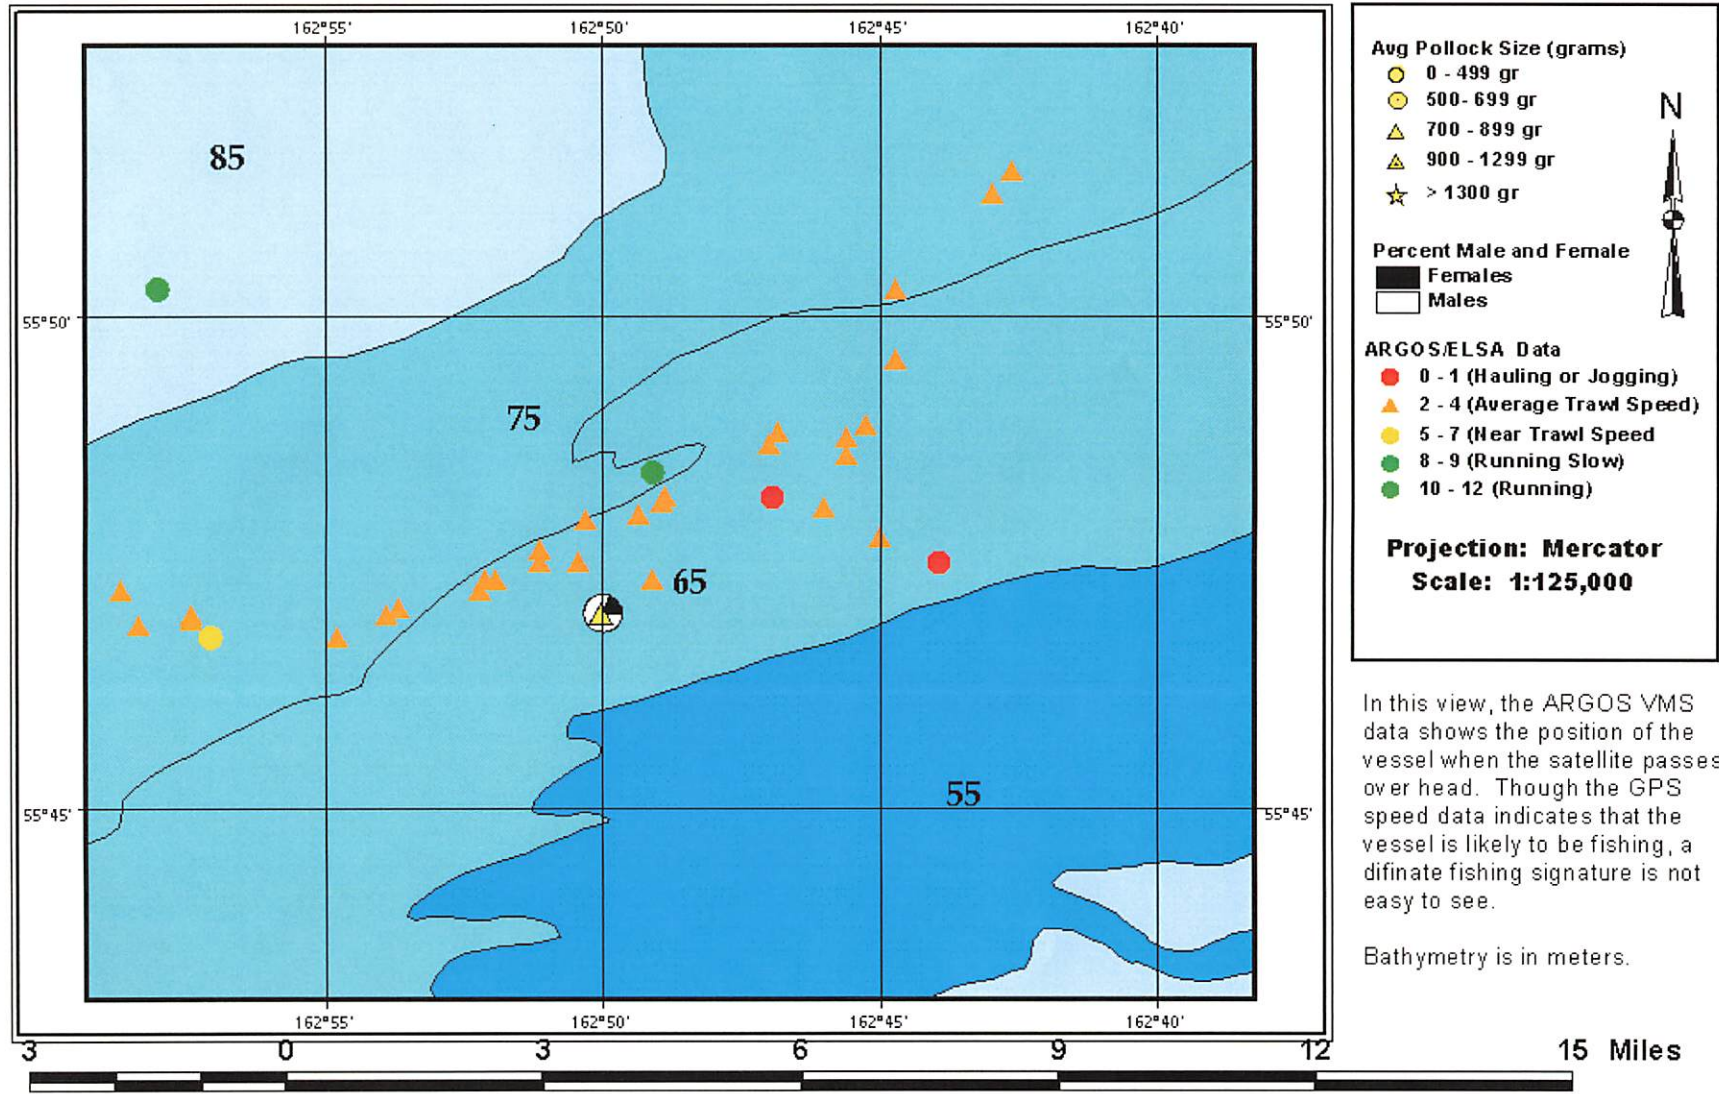 162°55' 162°50' 162°45' 162°40'
85
55°50' 55°50'
75
65
55
55°45' 55°45'
162°55' 162°50' 162°45' 162°40'
3 0 3 6 9 12 15 Miles
Avg Pollock Size (grams)
0 - 499 gr
500- 699 gr
700 - 899 gr
900 - 1299 gr
> 1300 gr
N
Percent Male and Female
Females
Males
ARGOS/ELSA Data
0 - 1 (Hauling or Jogging)
2 - 4 (Average Trawl Speed)
5 - 7 (Near Trawl Speed
8 - 9 (Running Slow)
10 - 12 (Running)
Projection: Mercator
Scale: 1:125,000
In this view, the ARGOS VMS
data shows the position of the
vessel when the satellite passes
over head. Though the GPS
speed data indicates that the
vessel is likely to be fishing, a
difinate fishing signature is not
easy to see.
Bathymetry is in meters.